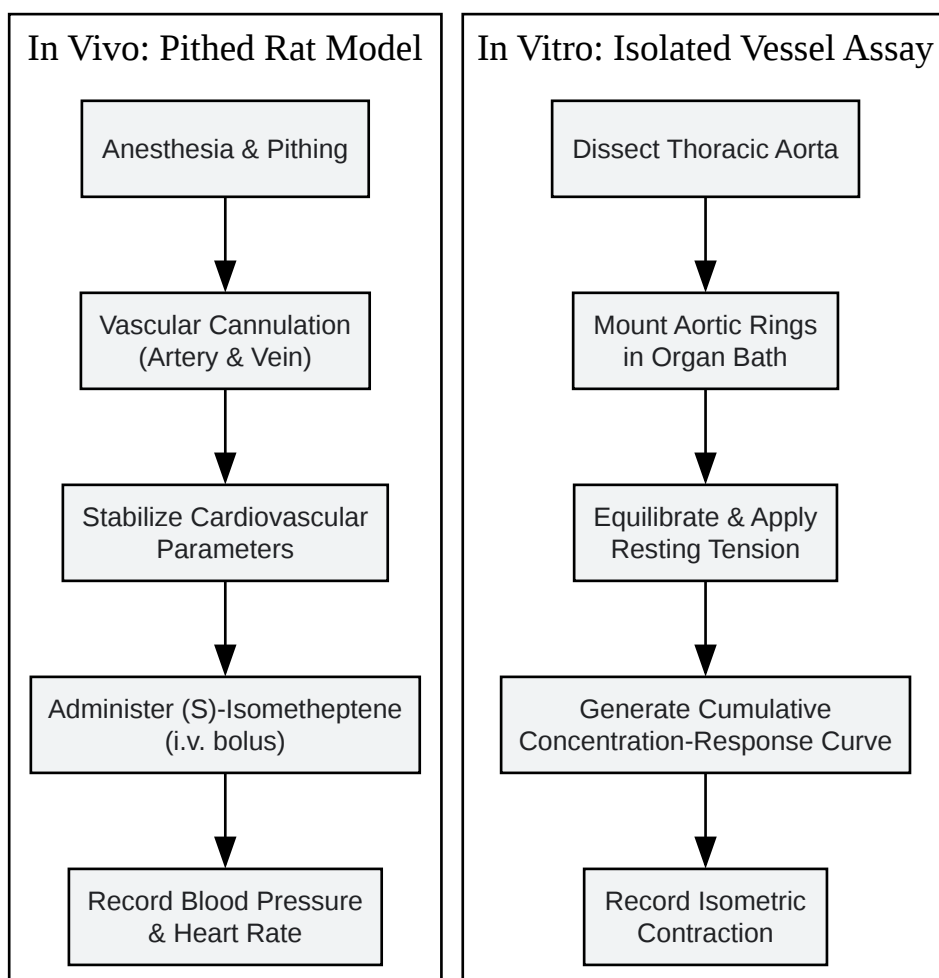 In Vivo: Pithed Rat Model
Anesthesia & Pithing
Vascular Cannulation
(Artery & Vein)
Stabilize Cardiovascular
Parameters
Administer (S)-Isometheptene
(i.v. bolus)
Record Blood Pressure
& Heart Rate
In Vitro: Isolated Vessel Assay
Dissect Thoracic Aorta
Mount Aortic Rings
in Organ Bath
Equilibrate & Apply
Resting Tension
Generate Cumulative
Concentration-Response Curve
Record Isometric
Contraction